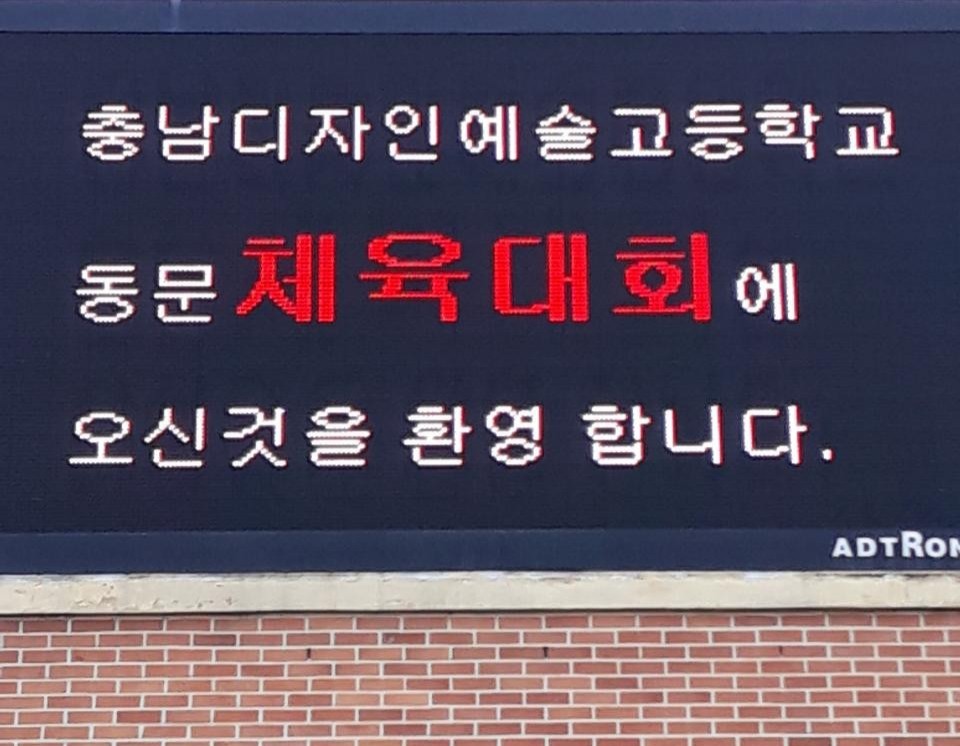 충남디자인예술고등학교
동문체육대회에
오신것을 환영 합니다.